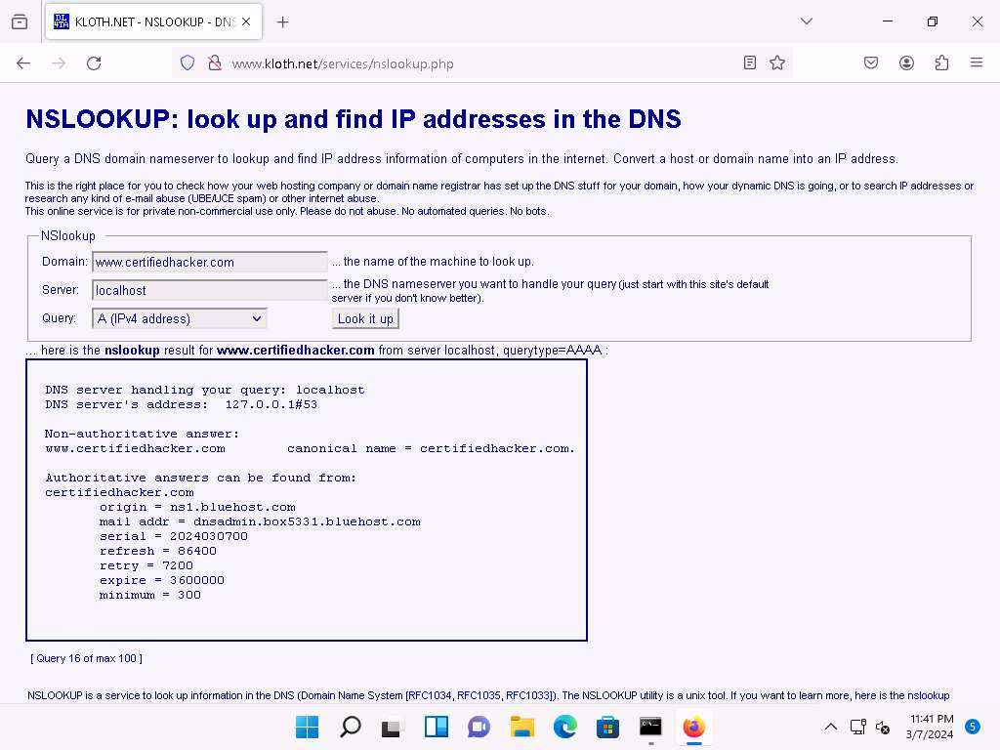 KLOTH.NET - NSLOOKUP - DNS
www.kloth.net/services/nslookup.php
NSLOOKUP: look up and find IP addresses in the DNS
Query a DNS domain nameserver to lookup and find IP address information of computers in the internet. Convert a host or domain name into an IP address.
This is the right place for you to check how your web hosting company or domain name registrar has set up the DNS stuff for your domain, how your dynamic DNS is going, or to search IP addresses or
research any kind of e-mail abuse (UBE/UCE spam) or other internet abuse.
This online service is for private non-commercial use only. Please do not abuse. No automated queries. No bots.
NSlookup
Domain: www.certifiedhacker.com ... the name of the machine to look up.
Server: localhost ... the DNS nameserver you want to handle your query (just start with this site's default
server if you don't know better).
Query: A (IPv4 address) Look it up
... here is the nslookup result for www.certifiedhacker.com from server localhost, querytype=AAAA :
DNS server handling your query: localhost
DNS server's address: 127.0.0.1#53
Non-authoritative answer:
www.certifiedhacker.com canonical name = certifiedhacker.com.
Authoritative answers can be found from:
certifiedhacker.com
origin = ns1.bluehost.com
mail addr = dnsadmin.box5331.bluehost.com
serial = 2024030700
refresh = 86400
retry = 7200
expire = 3600000
minimum = 300
[ Query 16 of max 100 ]
NSLOOKUP is a service to look up information in the DNS (Domain Name System [RFC1034, RFC1035, RFC1033]). The NSLOOKUP utility is a unix tool. If you want to learn more, here is the nslookup
11:41 PM
3/7/2024
5